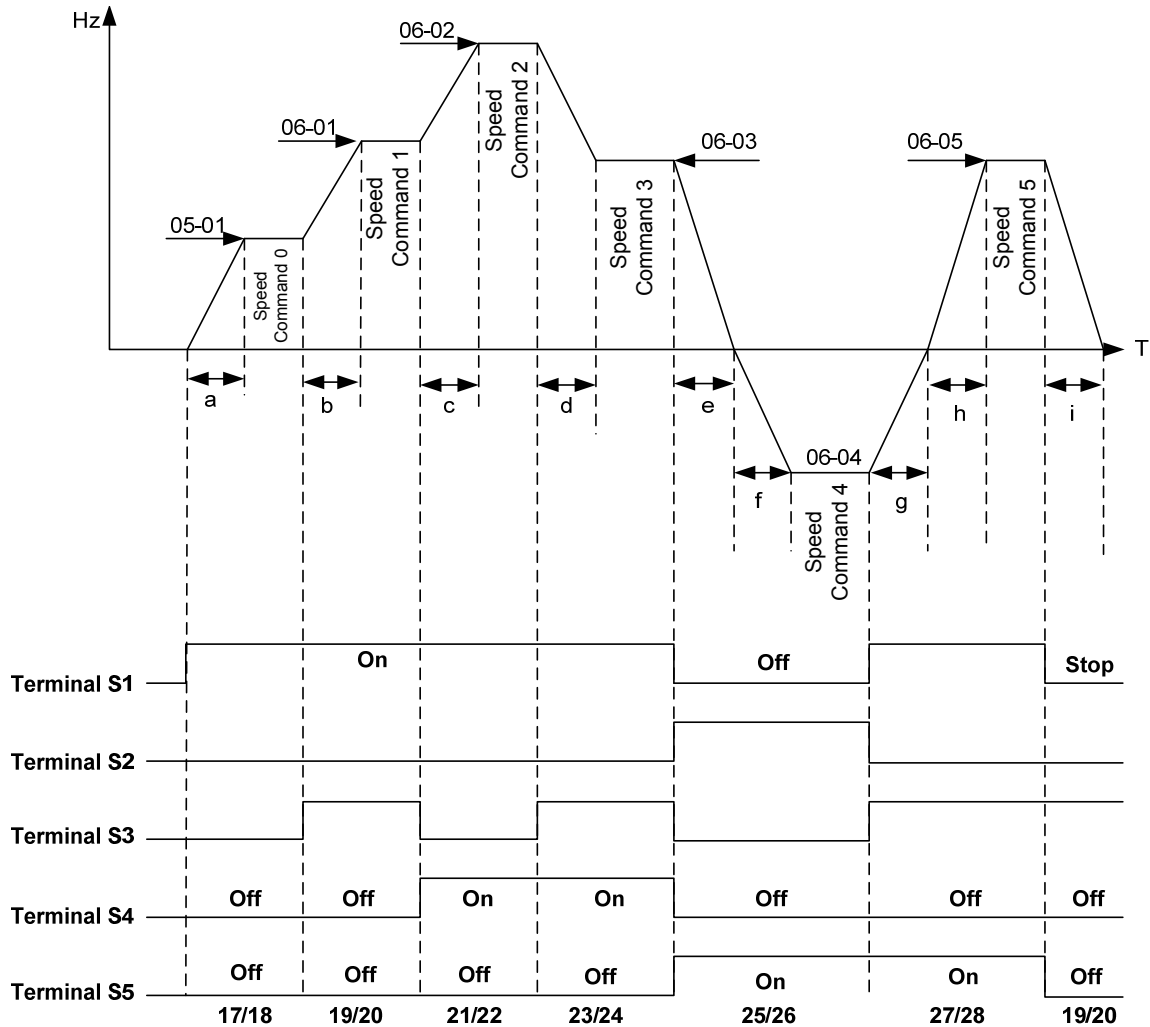 Hz
06-02
Speed
Command 2
06-01
06-03
06-05
Speed
Command 1
Speed
Command 3
Speed
Command 5
05-01
Speed
Command 0
T
a
b
c
d
e
h
i
06-04
f
g
Speed
Command 4
On
Off
Stop
Terminal S1
Terminal S2
Terminal S3
Off
Off
On
On
Off
Off
Off
Terminal S4
Off
Off
Off
Off
On
On
Off
Terminal S5
17/18
19/20
21/22
23/24
25/26
27/28
19/20